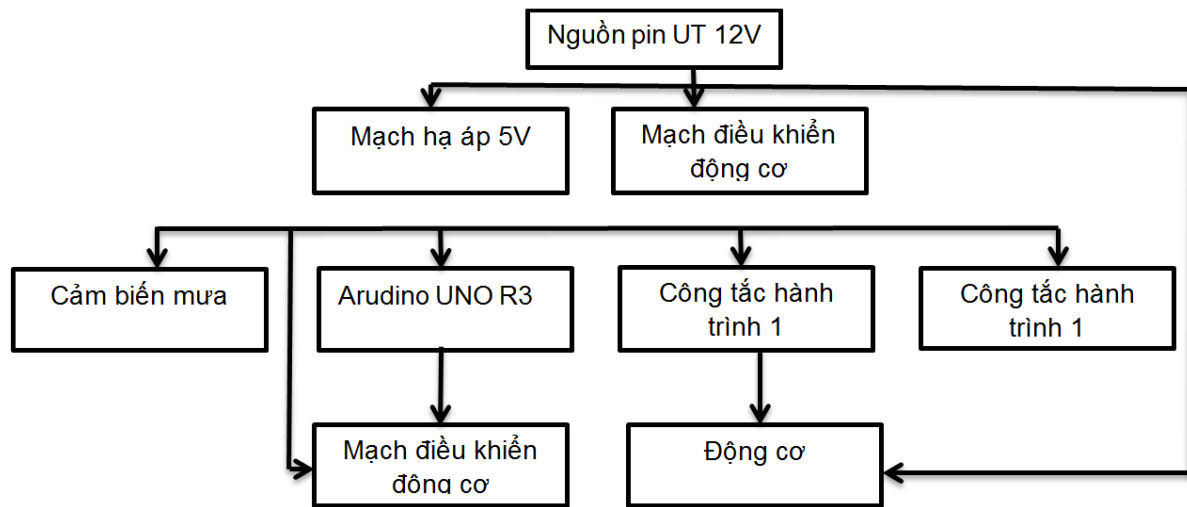 Nguồn pin UT 12V
Mạch hạ áp 5V
Mạch điều khiển
động cơ
Cảm biến mưa
Arudino UNO R3
Công tắc hành
trình 1
Công tắc hành
trình 1
Mạch điều khiển
động cơ
Động cơ